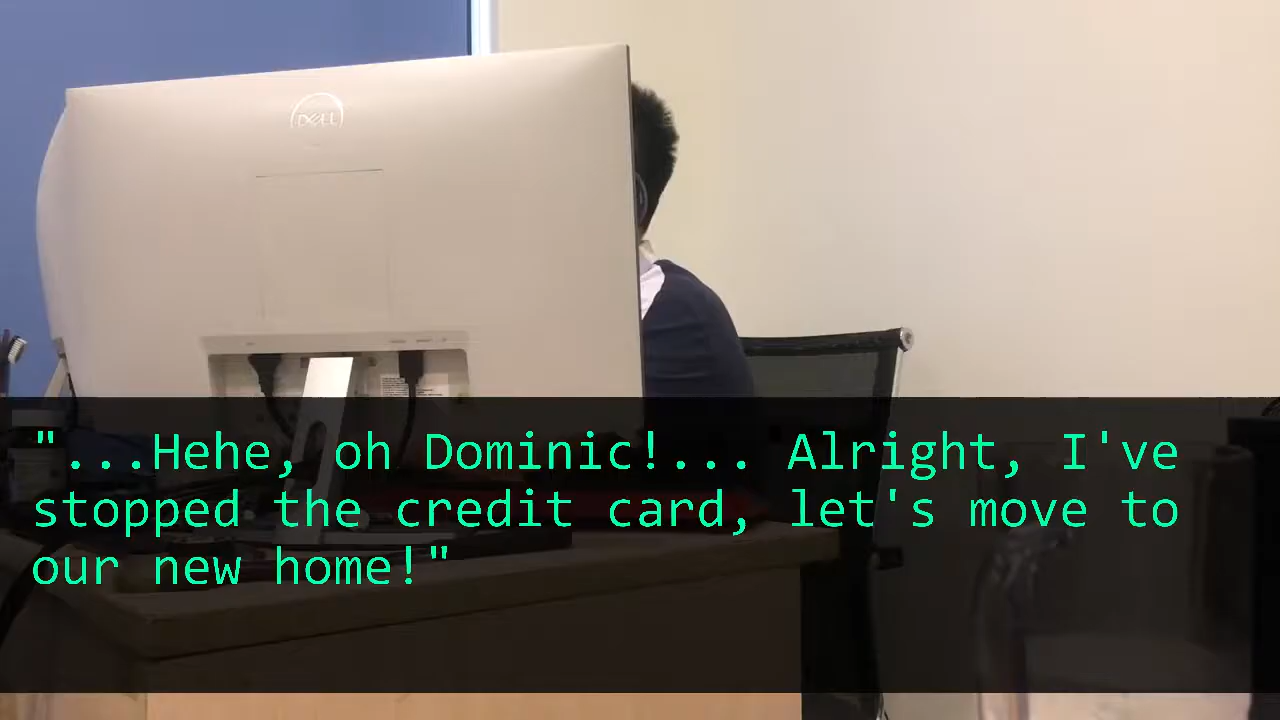 DELL
"...Hehe, oh Dominic!... Alright, I've
stopped the credit card, let's move to
our new home!"